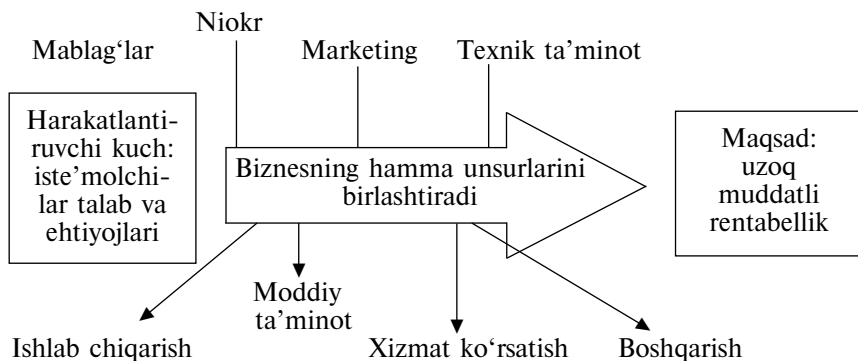 Niokr
Mablag‘lar
Marketing
Texnik ta’minot
Harakatlanti-
ruvchi kuch:
iste’molchi-
lar talab va
ehtiyojlari
Biznesning hamma unsurlarini
birlashtiradi
Maqsad:
uzoq
muddatli
rentabellik
Moddiy
ta’minot
Ishlab chiqarish
Xizmat ko‘rsatish
Boshqarish